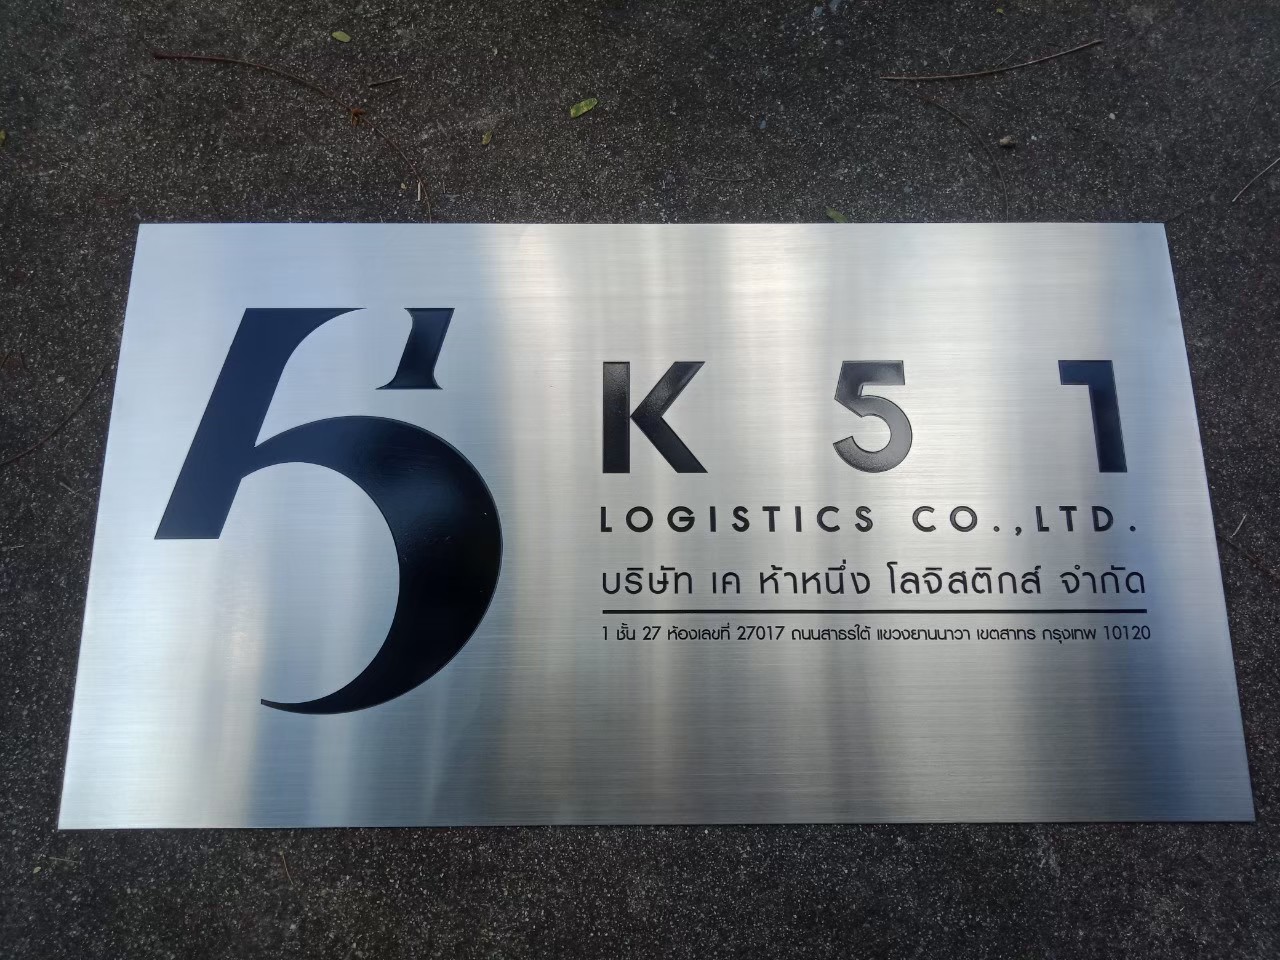 51
K 51
LOGISTICS CO.,LTD.
บริษัท เค ห้าหนึ่ง โลจิสติกส์ จำกัด
1 ชั้น 27 ห้องเลขที่ 27017 ถนนสาธรใต้ แขวงยานนาวา เขตสาทร กรุงเทพ 10120